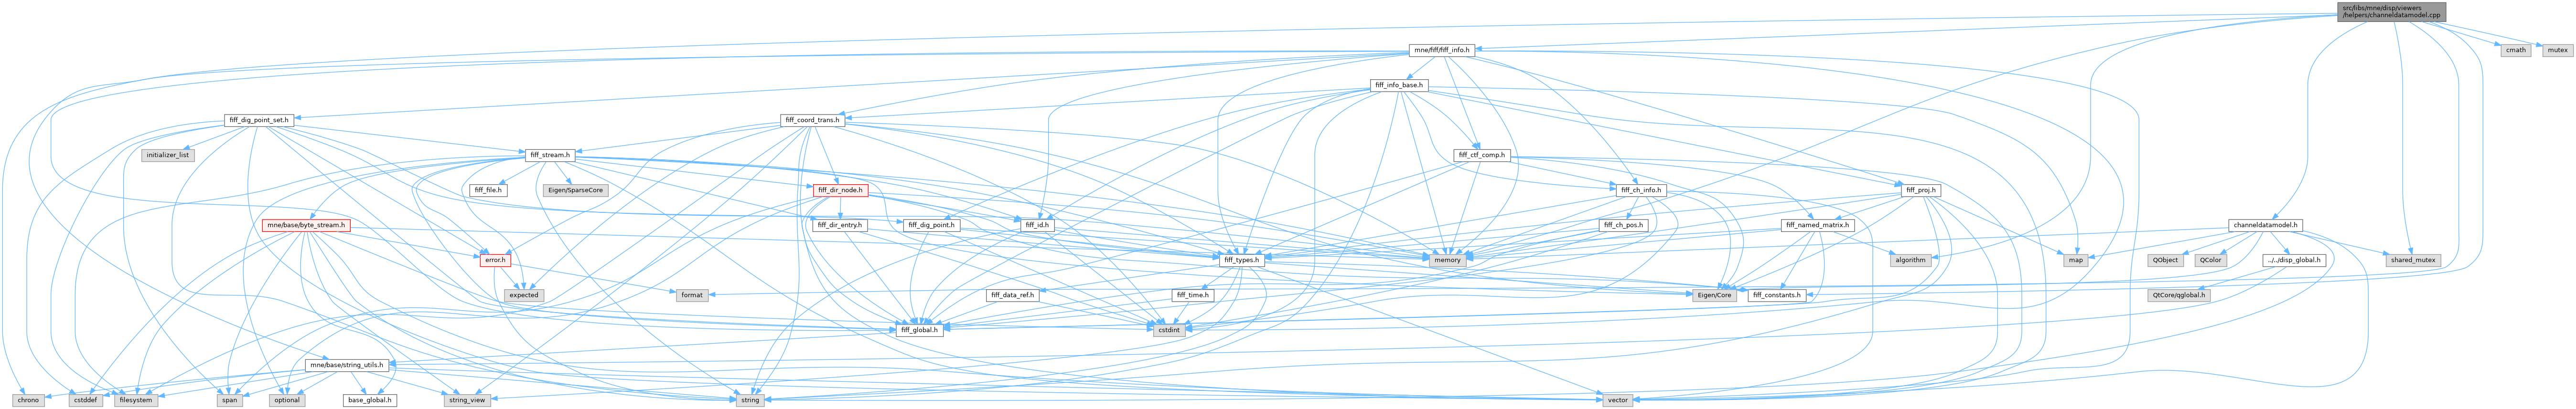 src/libs/mne/disp/viewers
/helpers/channeldatamodel.cpp
mne/fiff/fiff_info.h
cmath
mutex
fiff_info_base.h
fiff_dig_point_set.h
fiff_coord_trans.h
initializer_list
fiff_stream.h
fiff_ctf_comp.h
fiff_file.h
Eigen/SparseCore
fiff_dir_node.h
fiff_ch_info.h
fiff_proj.h
mne/base/byte_stream.h
fiff_dir_entry.h
fiff_dig_point.h
fiff_id.h
fiff_ch_pos.h
fiff_named_matrix.h
channeldatamodel.h
error.h
fiff_types.h
memory
algorithm
map
QObject
QColor
../../disp_global.h
shared_mutex
expected
format
fiff_data_ref.h
fiff_time.h
Eigen/Core
fiff_constants.h
QtCore/qglobal.h
fiff_global.h
cstdint
mne/base/string_utils.h
chrono
cstddef
filesystem
span
optional
base_global.h
string_view
string
vector